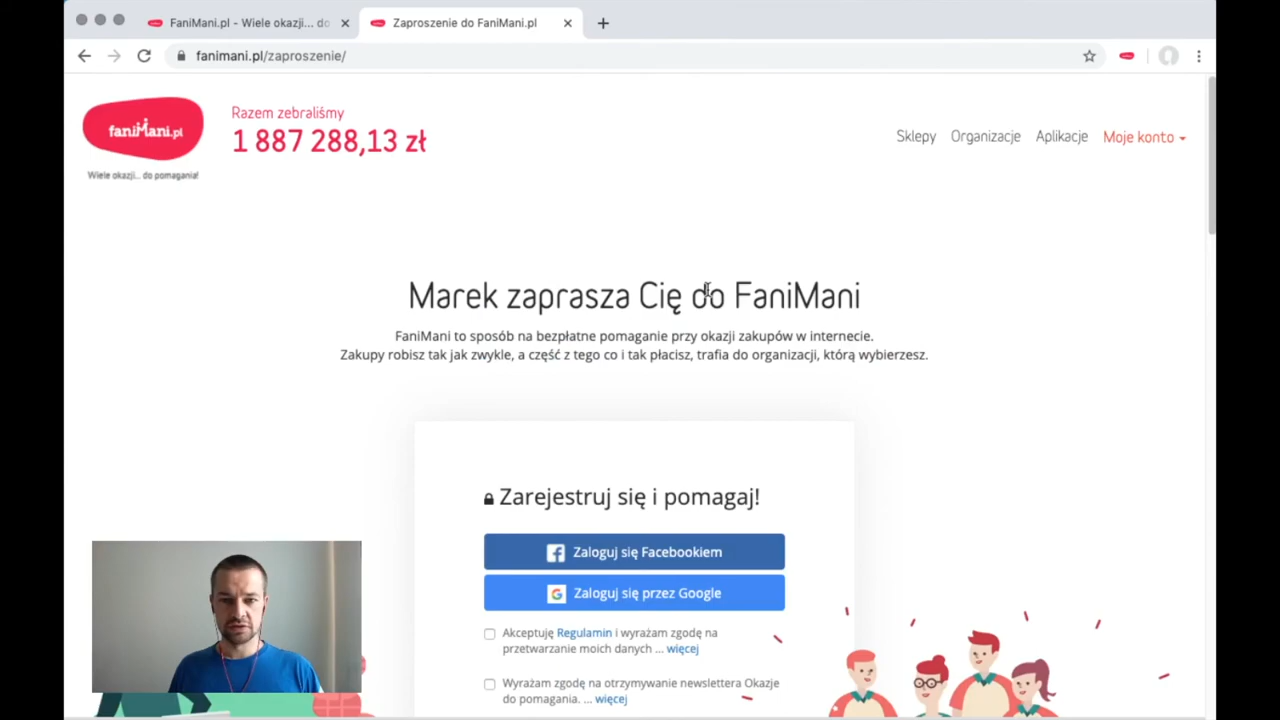 FaniMani.pl - Wiele okazji... do
Zaproszenie do FaniMani.pl
fanimani.pl/zaproszenie/
faniMani.pl
Wiele okazji... do pomagania!
Razem zebraliśmy
1 887 288,13 zł
Sklepy Organizacje Aplikacje Moje konto
Marek zaprasza Cię do FaniMani
FaniMani to sposób na bezpłatne pomaganie przy okazji zakupów w internecie.
Zakupy robisz tak jak zwykle, a część z tego co i tak płacisz, trafia do organizacji, którą wybierzesz.
Zarejestruj się i pomagaj!
Zaloguj się Facebookiem
Zaloguj się przez Google
Akceptuję Regulamin i wyrażam zgodę na
przetwarzanie moich danych ... więcej
Wyrażam zgodę na otrzymywanie newslettera Okazje
do pomagania. ... więcej